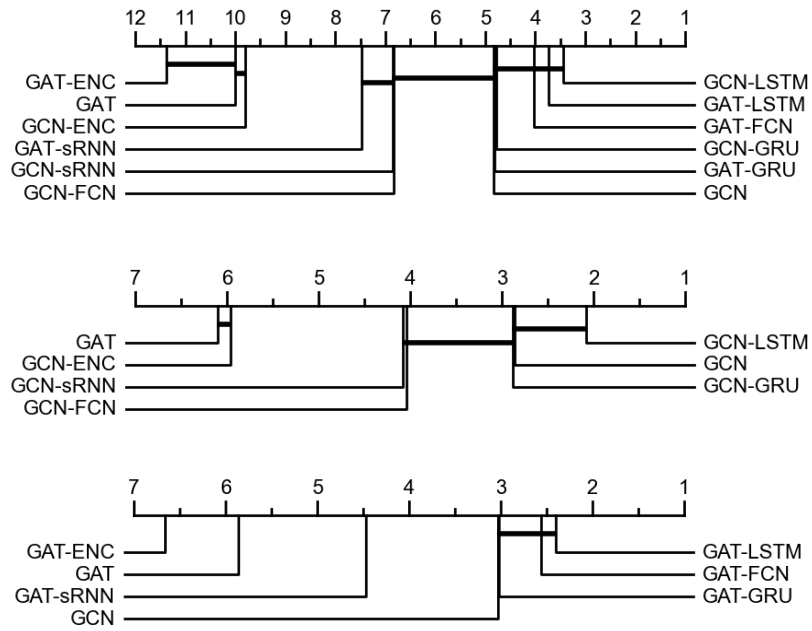 12 11 10 9 8 7 6 5 4 3 2 1
GAT-ENC GCN-LSTM
GAT GAT-LSTM
GCN-ENC GAT-FCN
GAT-sRNN GCN-GRU
GCN-sRNN GAT-GRU
GCN-FCN GCN
7 6 5 4 3 2 1
GAT GCN-LSTM
GCN-ENC GCN
GCN-sRNN GCN-GRU
GCN-FCN
7 6 5 4 3 2 1
GAT-ENC GAT-LSTM
GAT GAT-FCN
GAT-sRNN GAT-GRU
GCN